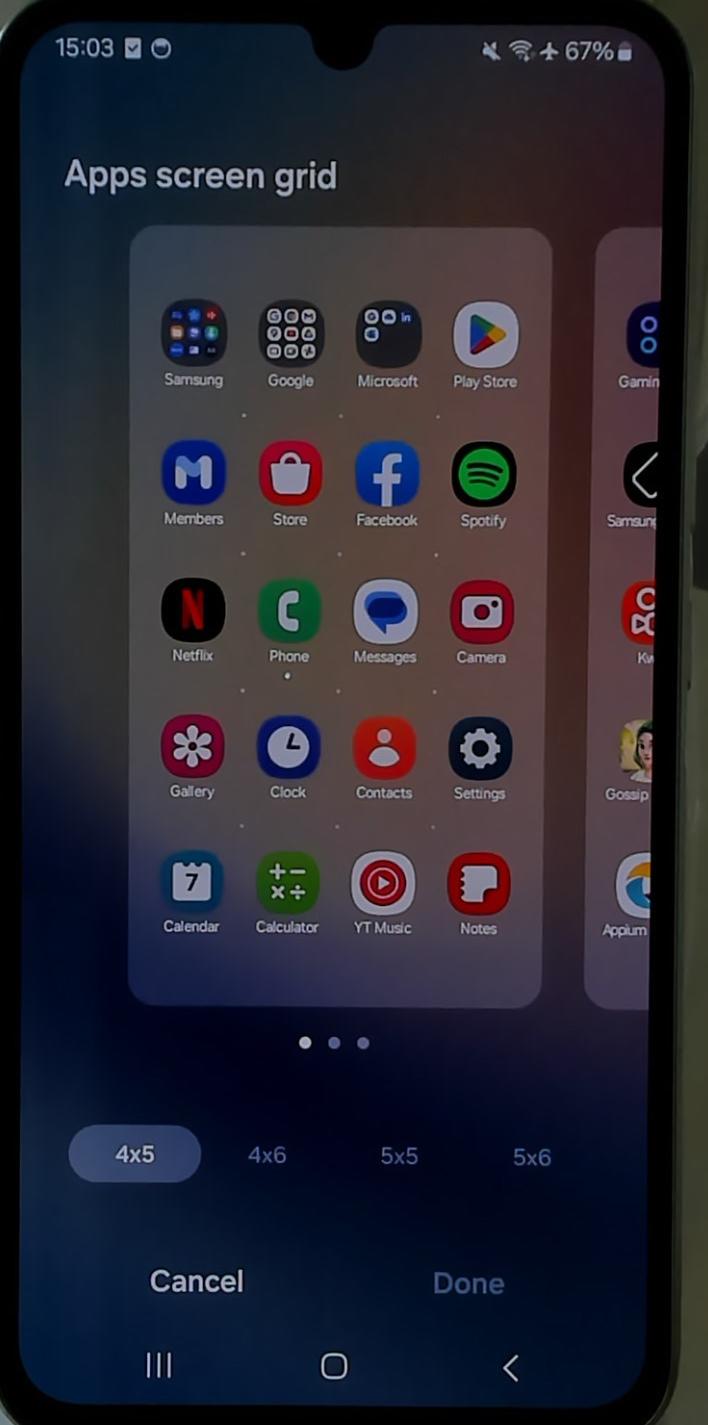 15:03 67%
Apps screen grid
Samsung Google Microsoft Play Store
Members Store Facebook Spotify
Netflix Phone Messages Camera
Gallery Clock Contacts Settings
7
Calendar Calculator YT Music Notes
Gamin
Samsung
Kw
Gossip
Appium
4x5 4x6 5x5 5x6
Cancel Done